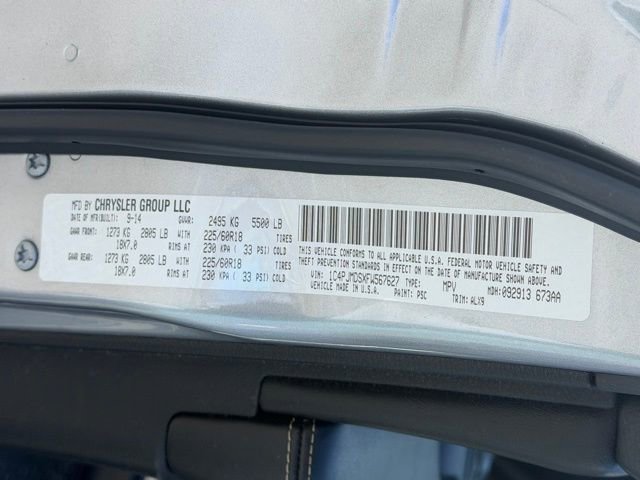 MFD BY CHRYSLER GROUP LLC
DATE OF MFR(BUILT): 9-14 GVWR: 2495 KG 5500 LB
GAWR FRONT: 1273 KG 2805 LB WITH 225/60R18 TIRES
18X7.0 RIMS AT 230 KPA ( 33 PSI) COLD
GAWR REAR: 1273 KG 2805 LB WITH 225/60R18 TIRES
18X7.0 RIMS AT 230 KPA ( 33 PSI) COLD
THIS VEHICLE CONFORMS TO ALL APPLICABLE U.S.A. FEDERAL MOTOR VEHICLE SAFETY AND
THEFT PREVENTION STANDARDS IN EFFECT ON THE DATE OF MANUFACTURE SHOWN ABOVE.
VIN: 1C4PJMDSXFW567627 TYPE: MPV MDH: 092913 673AA
VEHICLE MADE IN U.S.A. PAINT: PSC TRIM: ALX9